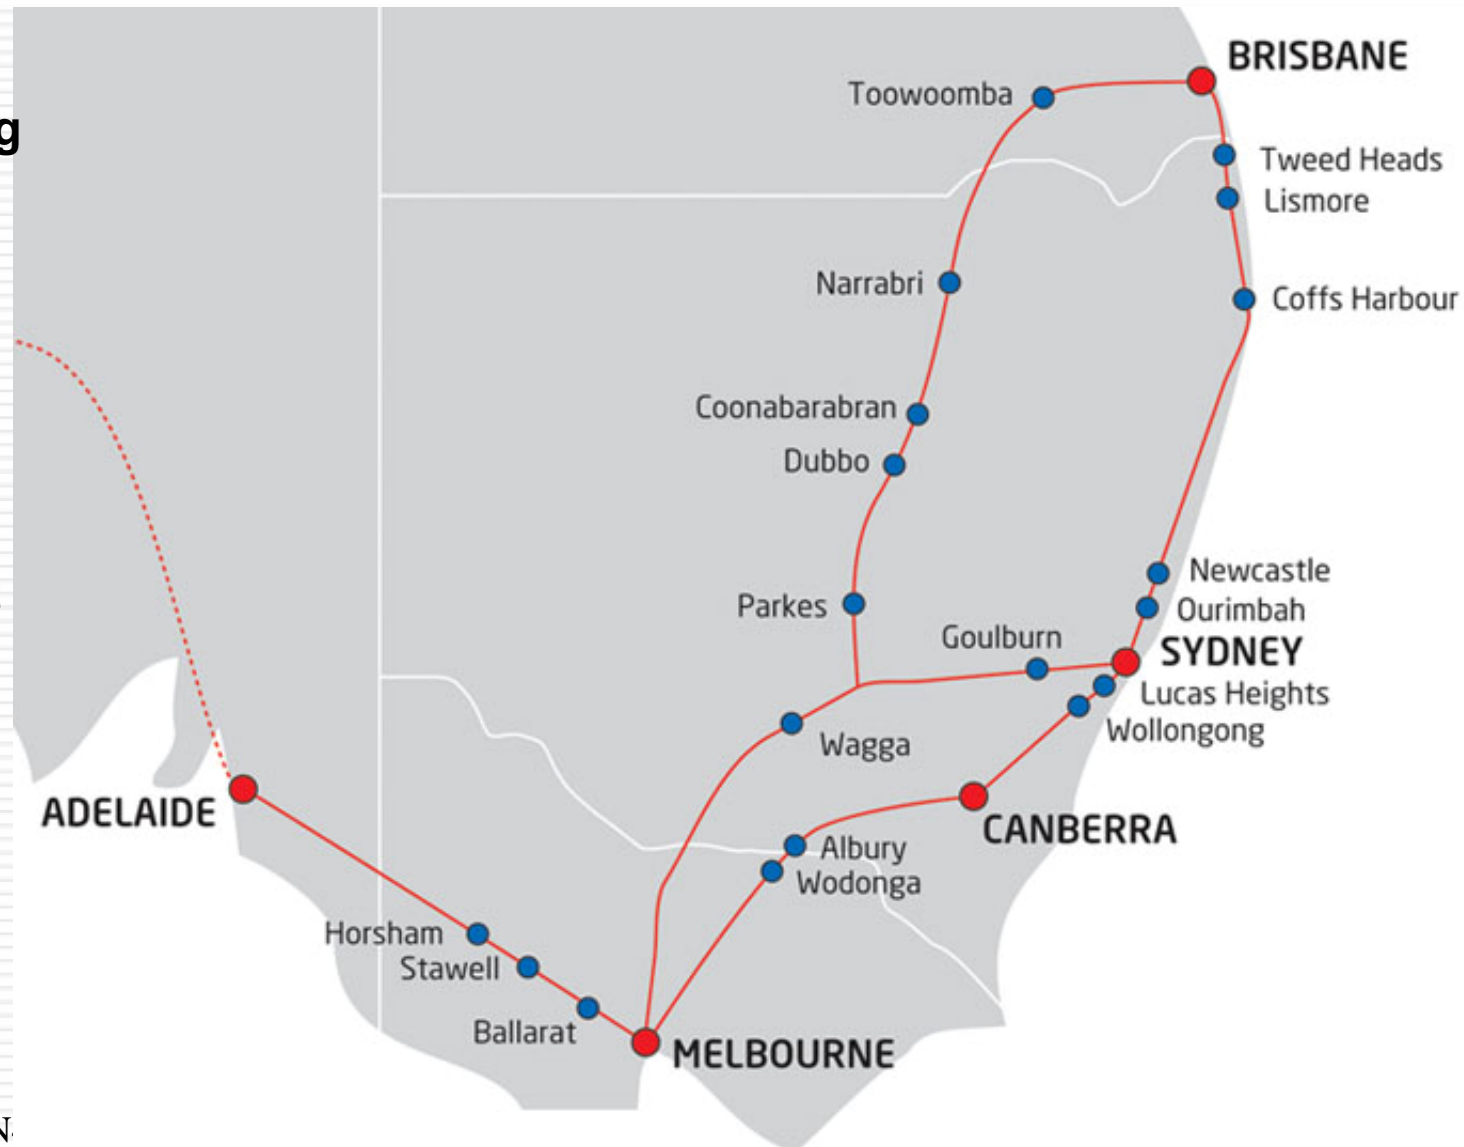 BRISBANE
Toowoomba
g
Tweed Heads
Lismore
Narrabri
Coffs Harbour
Coonabarabran
Dubbo
Newcastle
Parkes
Ourimbah
Goulburn
SYDNEY
Lucas Heights
Wollongong
Wagga
ADELAIDE
CANBERRA
Albury
Wodonga
Horsham
Stawell
Ballarat
MELBOURNE